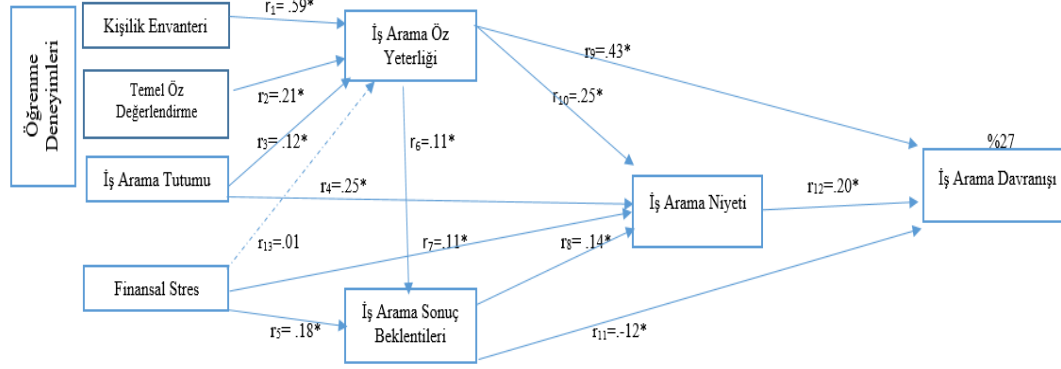 Öğrenme
Deneyimleri
Kişilik Envanteri
r₁= .59*
İş Arama Öz
Yeterliği
Temel Öz
Değerlendirme
r₂=.21*
r₃= .12*
İş Arama Tutumu
r₄=.25*
r₆=.11*
r₉=.43*
r₁₀=.25*
%27
İş Arama Davranışı
r₁₂=.20*
İş Arama Niyeti
r₁₃=.01
r₇=.11*
r₈= .14*
Finansal Stres
r₅= .18*
İş Arama Sonuç
Beklentileri
r₁₁=.-12*